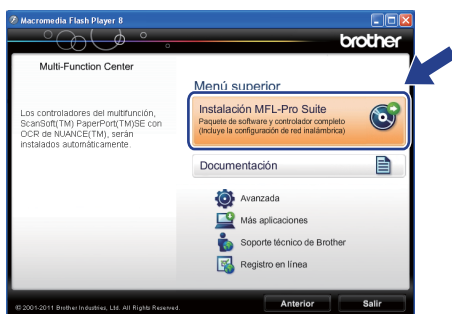 Macromedia Flash Player 8
brother
Multi-Function Center
Menú superior
Los controladores del multifunción,
ScanSoft(TM) PaperPort(TM)SE con
OCR de NUANCE(TM), serán
instalados automáticamente.
Instalación MFL-Pro Suite
Paquete de software y controlador completo
(Incluye la configuración de red inalámbrica)
Documentación
Avanzada
Más aplicaciones
Soporte técnico de Brother
Registro en línea
© 2001-2011 Brother Industries, Ltd. All Rights Reserved.
Anterior
Salir